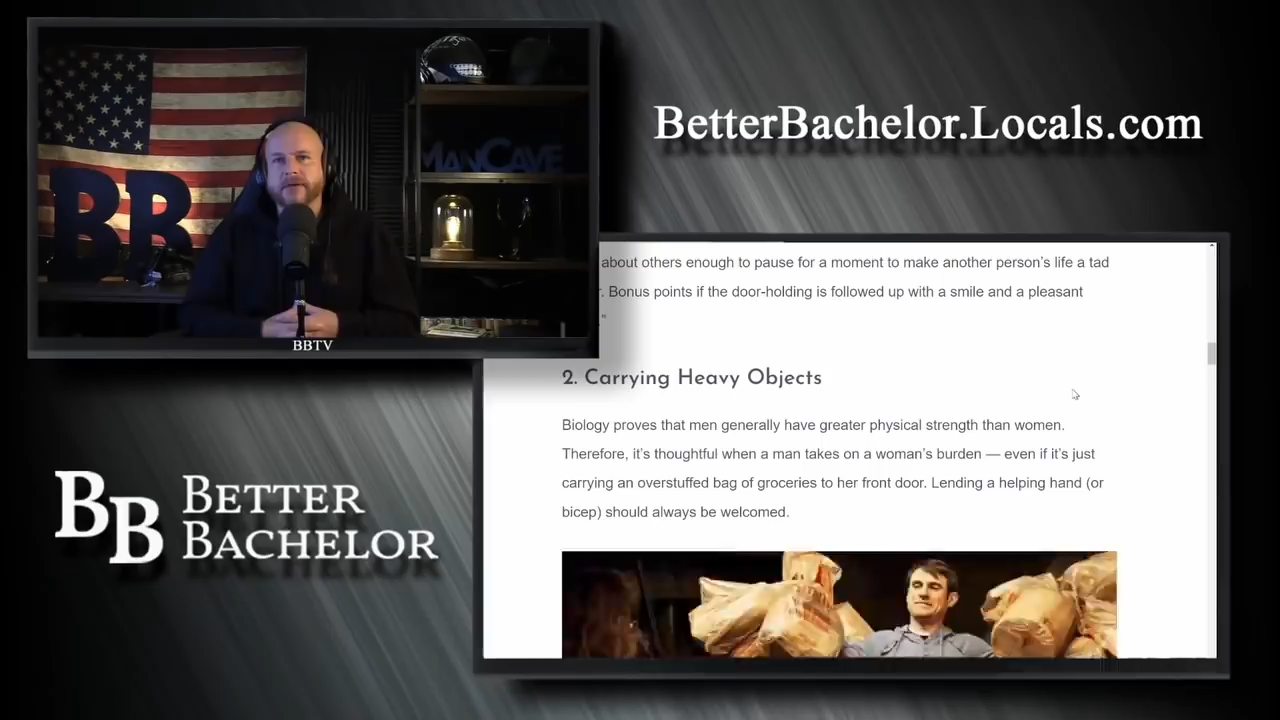 BetterBachelor.Locals.com
BB
MANCAVE
BBTV
about others enough to pause for a moment to make another person's life a tad
. Bonus points if the door-holding is followed up with a smile and a pleasant
."
2. Carrying Heavy Objects
Biology proves that men generally have greater physical strength than women.
Therefore, it's thoughtful when a man takes on a woman's burden — even if it's just
carrying an overstuffed bag of groceries to her front door. Lending a helping hand (or
bicep) should always be welcomed.
BB
BETTER
BACHELOR